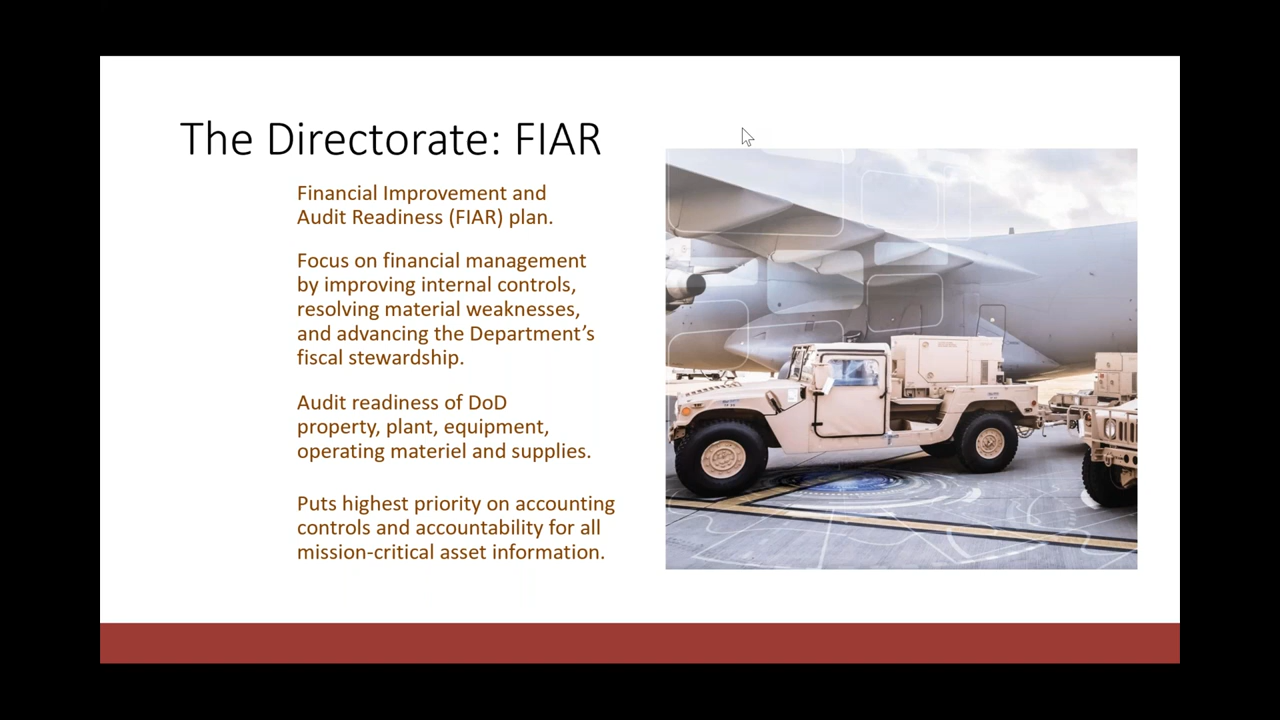 The Directorate: FIAR
Financial Improvement and
Audit Readiness (FIAR) plan.
Focus on financial management
by improving internal controls,
resolving material weaknesses,
and advancing the Department’s
fiscal stewardship.
Audit readiness of DoD
property, plant, equipment,
operating materiel and supplies.
Puts highest priority on accounting
controls and accountability for all
mission-critical asset information.